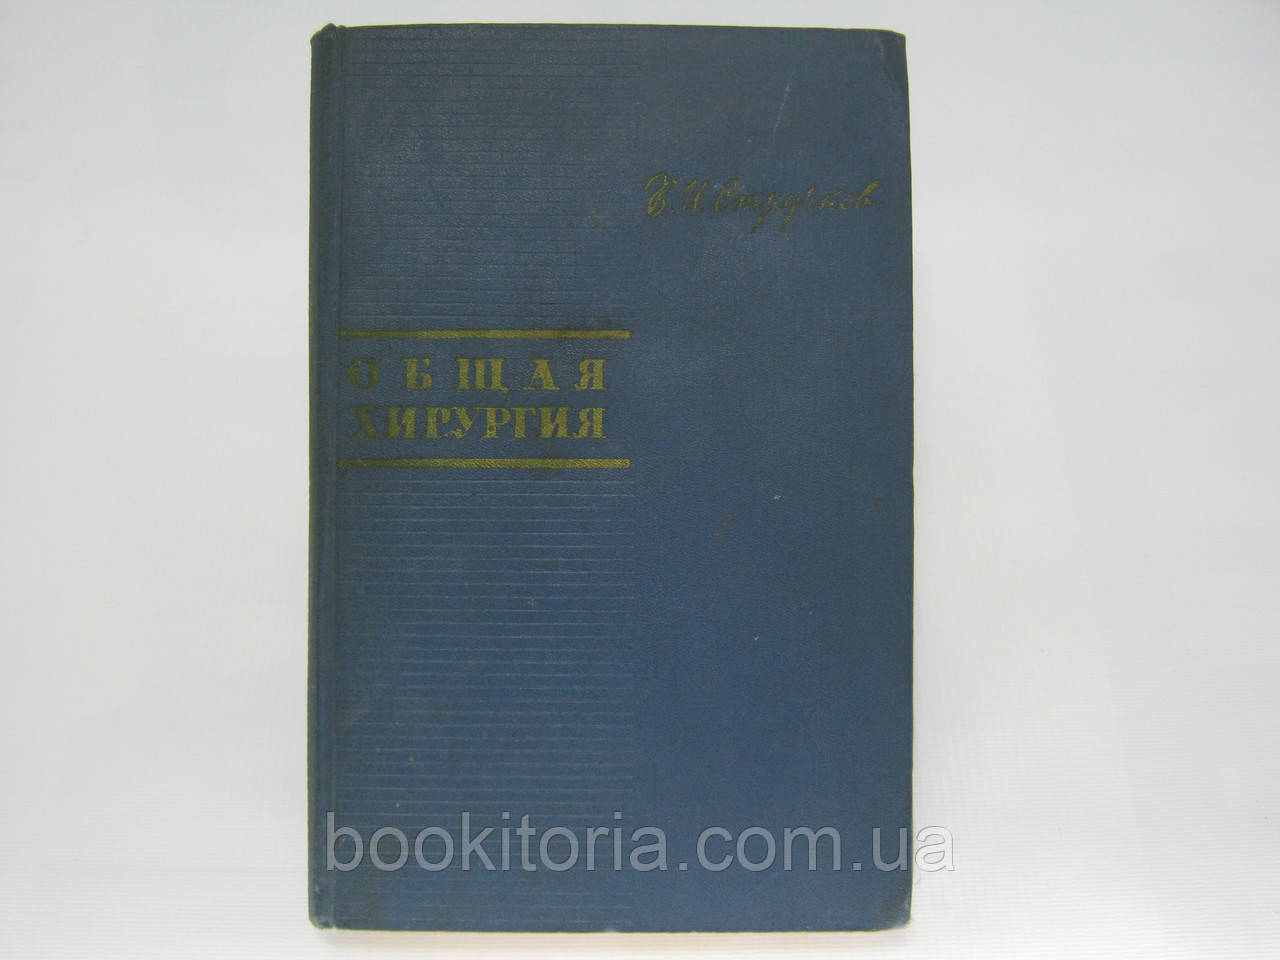 В. И. Стручков
ОБЩАЯ
ХИРУРГИЯ
bookitoria.com.ua